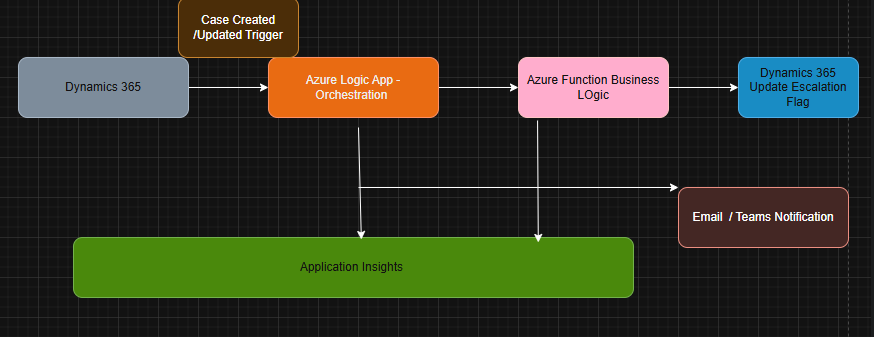 Case Created
/Updated Trigger
Dynamics 365
Azure Logic App -
Orchestration
Azure Function Business
LOgic
Dynamics 365
Update Escalation
Flag
Email / Teams Notification
Application Insights